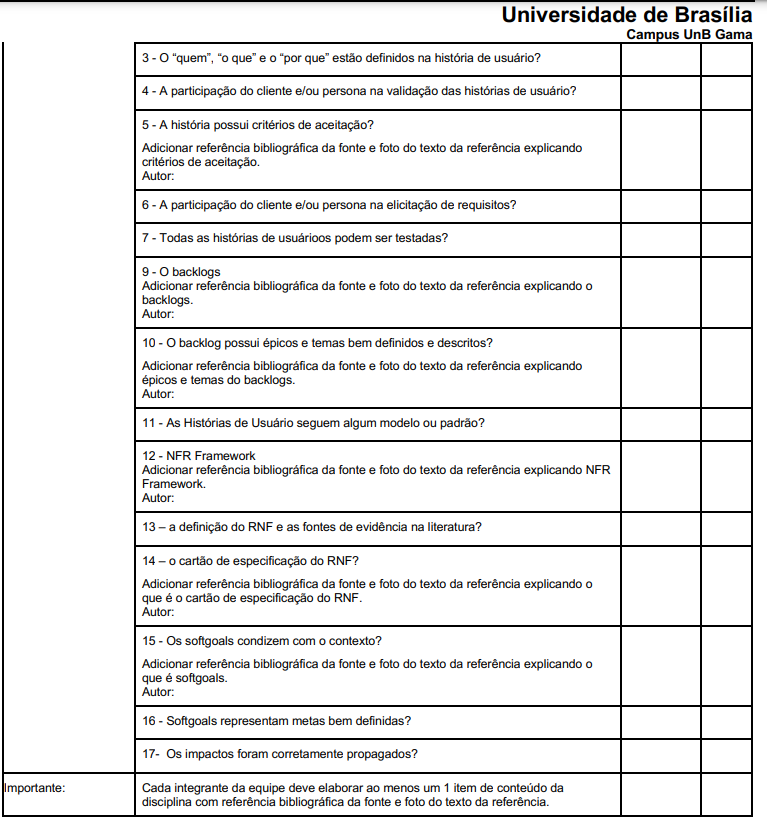 Universidade de Brasília
Campus UnB Gama
3 - O “quem”, “o que” e o “por que” estão definidos na história de usuário?
4 - A participação do cliente e/ou persona na validação das histórias de usuário?
5 - A história possui critérios de aceitação?
Adicionar referência bibliográfica da fonte e foto do texto da referência explicando
critérios de aceitação.
Autor:
6 - A participação do cliente e/ou persona na elicitação de requisitos?
7 - Todas as histórias de usuárioos podem ser testadas?
9 - O backlogs
Adicionar referência bibliográfica da fonte e foto do texto da referência explicando o
backlogs.
Autor:
10 - O backlog possui épicos e temas bem definidos e descritos?
Adicionar referência bibliográfica da fonte e foto do texto da referência explicando
épicos e temas do backlogs.
Autor:
11 - As Histórias de Usuário seguem algum modelo ou padrão?
12 - NFR Framework
Adicionar referência bibliográfica da fonte e foto do texto da referência explicando NFR
Framework.
Autor:
13 – a definição do RNF e as fontes de evidência na literatura?
14 – o cartão de especificação do RNF?
Adicionar referência bibliográfica da fonte e foto do texto da referência explicando o
que é o cartão de especificação do RNF.
Autor:
15 - Os softgoals condizem com o contexto?
Adicionar referência bibliográfica da fonte e foto do texto da referência explicando o
que é softgoals.
Autor:
16 - Softgoals representam metas bem definidas?
17-  Os impactos foram corretamente propagados?
Importante:
Cada integrante da equipe deve elaborar ao menos um 1 item de conteúdo da
disciplina com referência bibliográfica da fonte e foto do texto da referência.